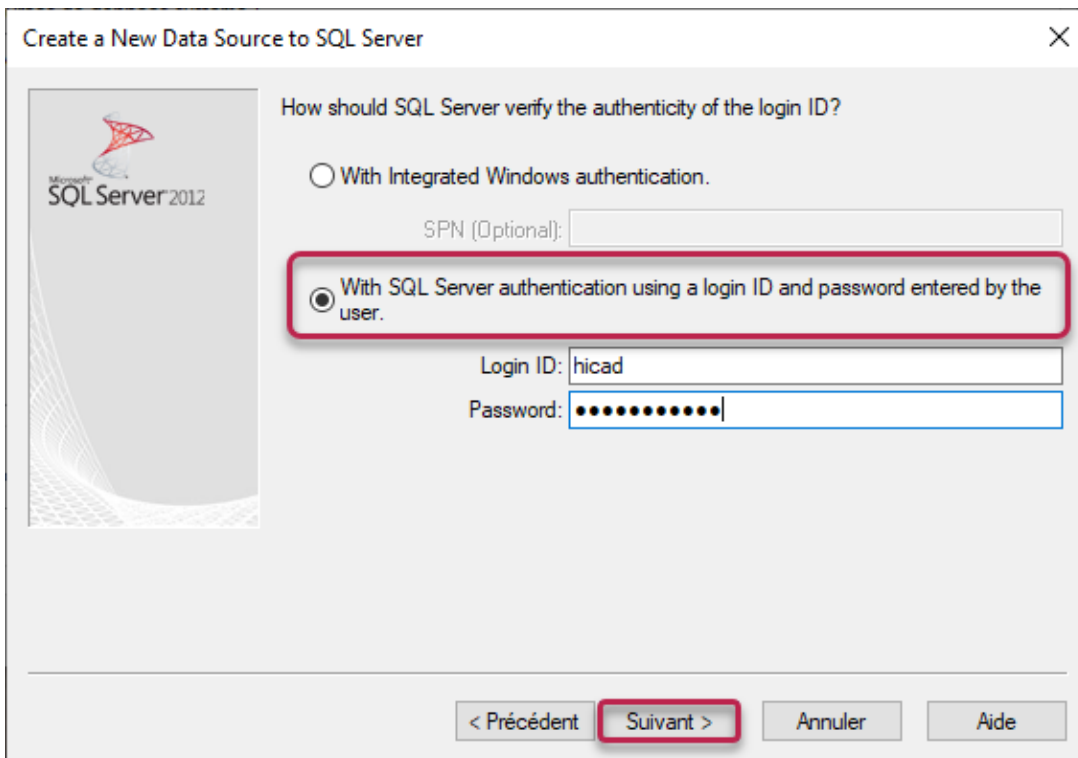 Create a New Data Source to SQL Server
How should SQL Server verify the authenticity of the login ID?
Microsoft
SQL Server 2012
With Integrated Windows authentication.
SPN (Optional):
With SQL Server authentication using a login ID and password entered by the
user.
Login ID: hicad
Password: ●●●●●●●●●●●
< Précédent Suivant > Annuler Aide